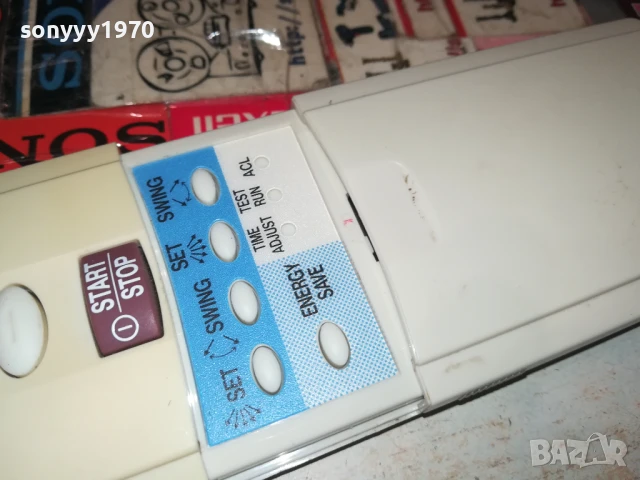 sonyyy1970
SONY
http://s
START
STOP
SWING
SET
SWING
SET
TIME
ADJUST
TEST
RUN
ACL
ENERGY
SAVE
BAZAR
bg